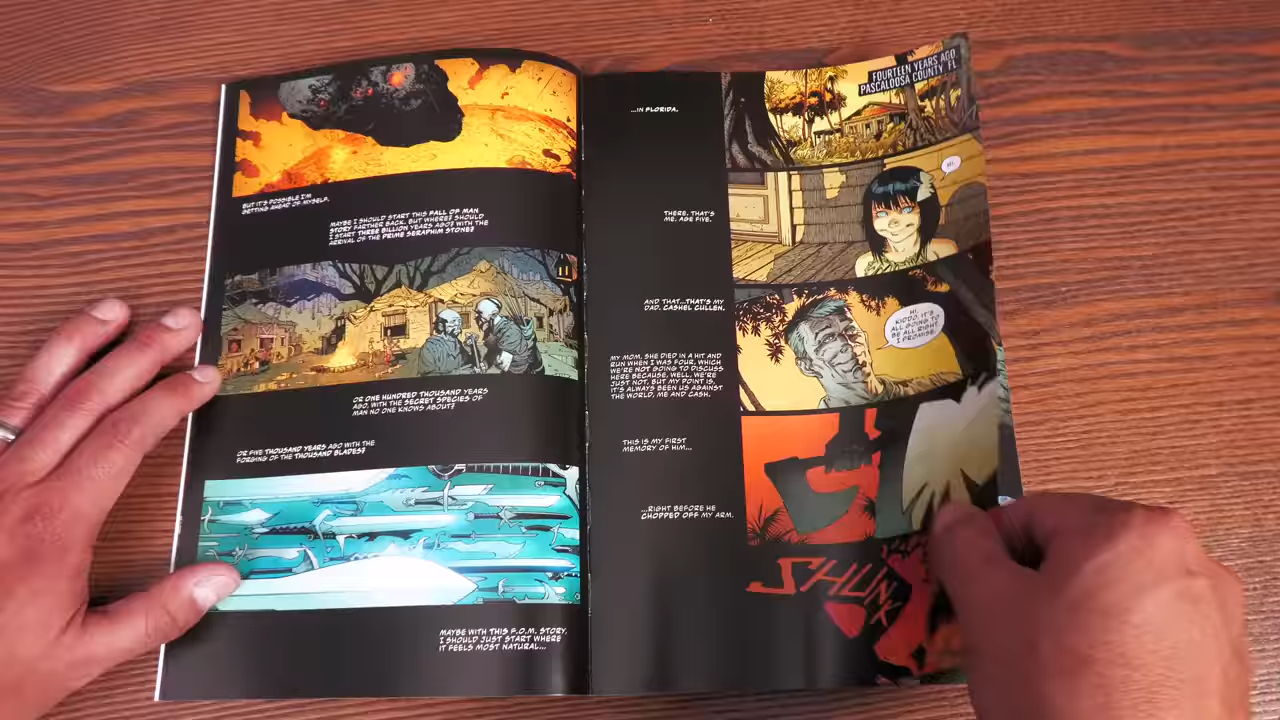 BUT IT'S POSSIBLE I'M
GETTING AHEAD OF MYSELF.
MAYBE I SHOULD START THIS FALL OF MAN
STORY FARTHER BACK. BUT WHERE? SHOULD
I START THREE BILLION YEARS AGO? WITH THE
ARRIVAL OF THE PRIME SERAPHIM STONE?
OR ONE HUNDRED THOUSAND YEARS
AGO, WITH THE SECRET SPECIES OF
MAN NO ONE KNOWS ABOUT?
OR FIVE THOUSAND YEARS AGO WITH THE
FORGING OF THE THOUSAND BLADES?
MAYBE WITH THIS F.O.M. STORY,
I SHOULD JUST START WHERE
IT FEELS MOST NATURAL...
...IN FLORIDA.
FOURTEEN YEARS AGO.
PASCALOOSA COUNTY, FL
HI.
THERE. THAT'S
ME. AGE FIVE.
AND THAT...THAT'S MY
DAD. CASHEL CULLEN.
HI,
KIDDO. IT'S
ALL GOING TO
BE ALL RIGHT
I PROMISE.
MY MOM, SHE DIED IN A HIT AND
RUN WHEN I WAS FOUR, WHICH
WE'RE NOT GOING TO DISCUSS
HERE BECAUSE, WELL, WE'RE
JUST NOT, BUT MY POINT IS,
IT'S ALWAYS BEEN US AGAINST
THE WORLD, ME AND CASH.
THIS IS MY FIRST
MEMORY OF HIM...
...RIGHT BEFORE HE
CHOPPED OFF MY ARM.
SHUNK